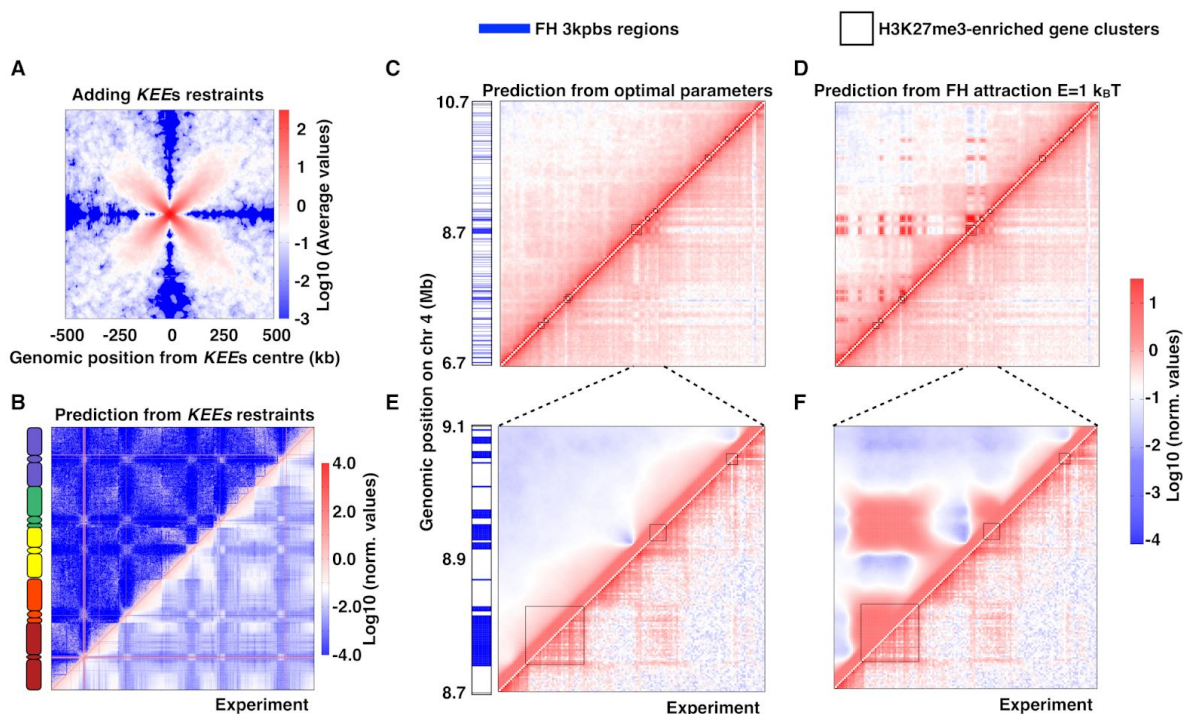 FH 3kpbs regions
H3K27me3-enriched gene clusters
A
Adding KEEs restraints
2
1
0
-1
-2
-3
Log10 (Average values)
-500 -250 0 250 500
Genomic position from KEEs centre (kb)
B
Prediction from KEEs restraints
4.0
2.0
0.0
-2.0
-4.0
Log10 (norm. values)
Experiment
C
Prediction from optimal parameters
10.7
8.7
6.7
Genomic position on chr 4 (Mb)
D
Prediction from FH attraction E=1 kBT
E
9.1
8.9
8.7
Experiment
F
Experiment
1
0
-1
-2
-3
-4
Log10 (norm. values)